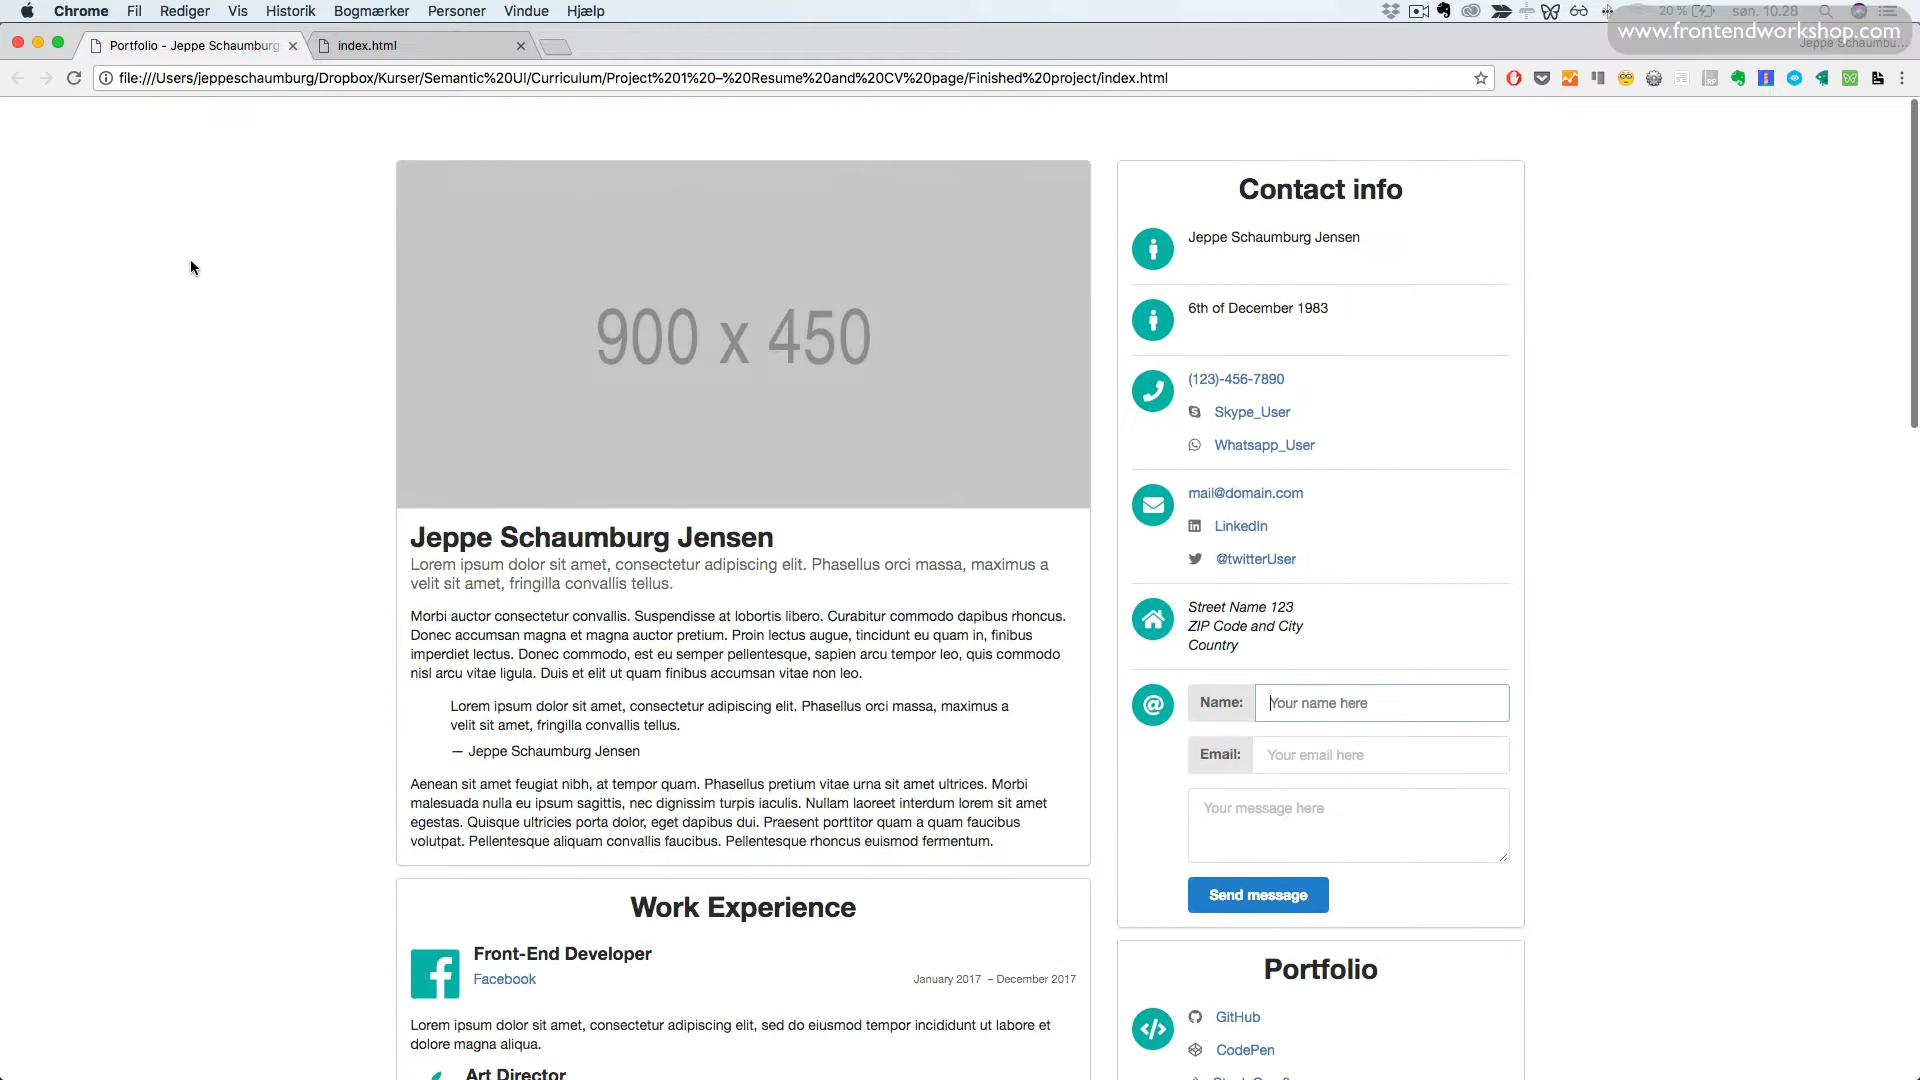 Chrome Fil Rediger Vis Historik Bogmærker Personer Vindue Hjælp
20 % søn. 10.28
www.frontendworkshop.com
Portfolio - Jeppe Schaumburg
index.html
Jeppe Schaumbu...
file:///Users/jeppeschaumburg/Dropbox/Kurser/Semantic%20UI/Curriculum/Project%201%20–%20Resume%20and%20CV%20page/Finished%20project/index.html
900 x 450
Jeppe Schaumburg Jensen
Lorem ipsum dolor sit amet, consectetur adipiscing elit. Phasellus orci massa, maximus a
velit sit amet, fringilla convallis tellus.
Morbi auctor consectetur convallis. Suspendisse at lobortis libero. Curabitur commodo dapibus rhoncus.
Donec accumsan magna et magna auctor pretium. Proin lectus augue, tincidunt eu quam in, finibus
imperdiet lectus. Donec commodo, est eu semper pellentesque, sapien arcu tempor leo, quis commodo
nisl arcu vitae ligula. Duis et elit ut quam finibus accumsan vitae non leo.
Lorem ipsum dolor sit amet, consectetur adipiscing elit. Phasellus orci massa, maximus a
velit sit amet, fringilla convallis tellus.
— Jeppe Schaumburg Jensen
Aenean sit amet feugiat nibh, at tempor quam. Phasellus pretium vitae urna sit amet ultrices. Morbi
malesuada nulla eu ipsum sagittis, nec dignissim turpis iaculis. Nullam laoreet interdum lorem sit amet
egestas. Quisque ultricies porta dolor, eget dapibus dui. Praesent porttitor quam a quam faucibus
volutpat. Pellentesque aliquam convallis faucibus. Pellentesque rhoncus euismod fermentum.
Work Experience
Front-End Developer
Facebook
January 2017 – December 2017
Lorem ipsum dolor sit amet, consectetur adipiscing elit, sed do eiusmod tempor incididunt ut labore et
dolore magna aliqua.
Art Director
Contact info
Jeppe Schaumburg Jensen
6th of December 1983
(123)-456-7890
Skype_User
Whatsapp_User
mail@domain.com
LinkedIn
@twitterUser
Street Name 123
ZIP Code and City
Country
Name: Your name here
Email: Your email here
Your message here
Send message
Portfolio
GitHub
CodePen